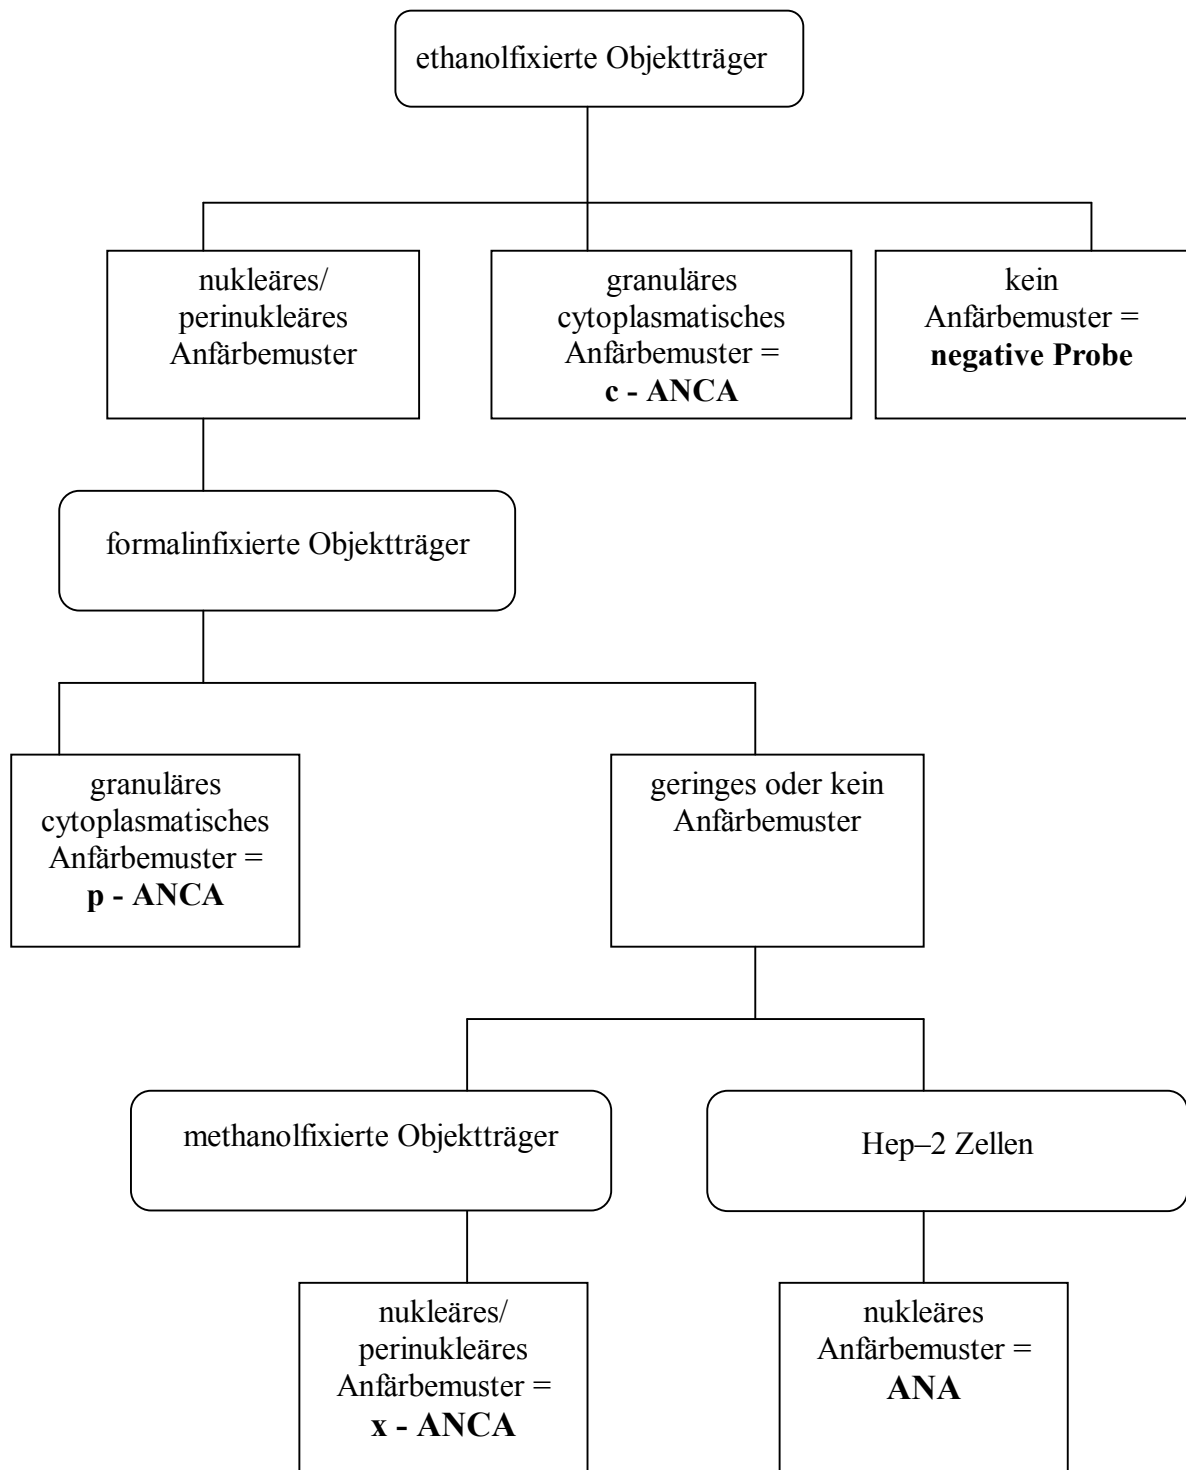 ethanolfixierte Objektträger
nukleäres/
perinukleäres
Anfärbemuster
granuläres
cytoplasmatisches
Anfärbemuster =
c - ANCA
kein
Anfärbemuster =
negative Probe
formalinfixierte Objektträger
granuläres
cytoplasmatisches
Anfärbemuster =
p - ANCA
geringes oder kein
Anfärbemuster
methanolfixierte Objektträger
Hep–2 Zellen
nukleäres/
perinukleäres
Anfärbemuster =
x - ANCA
nukleäres
Anfärbemuster =
ANA